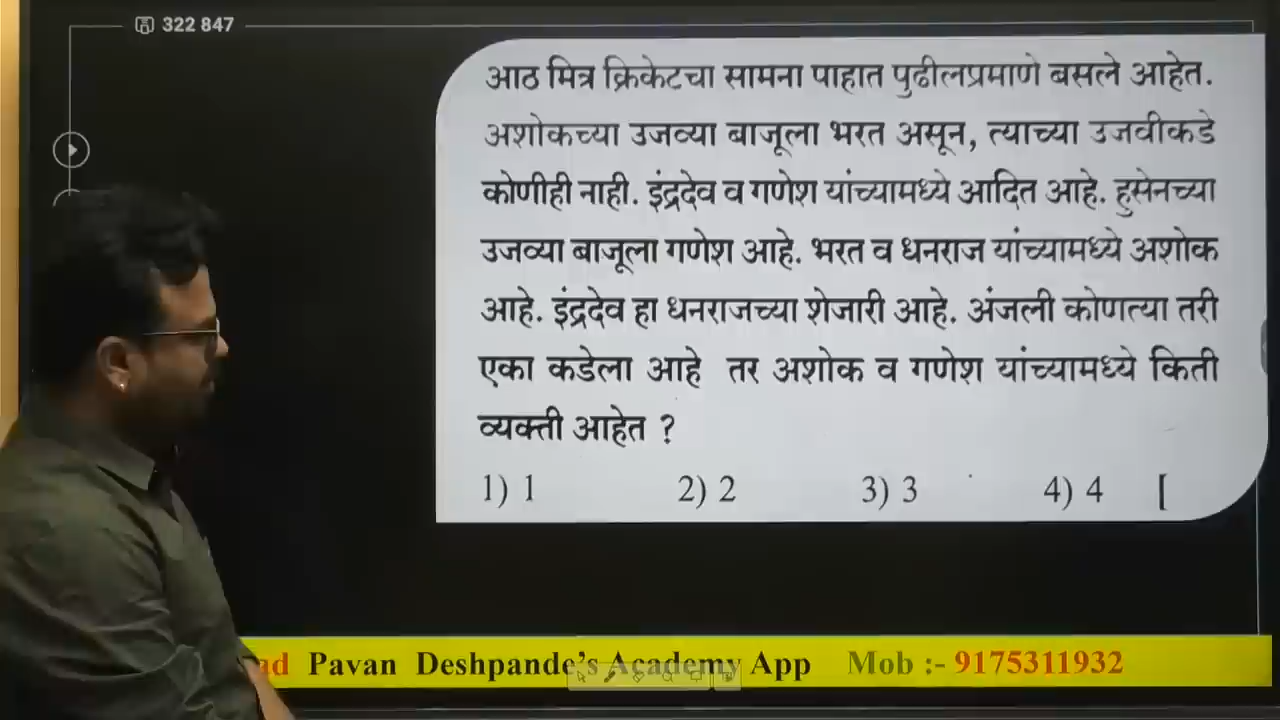 322 847
आठ मित्र क्रिकेटचा सामना पाहात पुढीलप्रमाणे बसले आहेत.
अशोकच्या उजव्या बाजूला भरत असून, त्याच्या उजवीकडे
कोणीही नाही. इंद्रदेव व गणेश यांच्यामध्ये आदित आहे. हुसेनच्या
उजव्या बाजूला गणेश आहे. भरत व धनराज यांच्यामध्ये अशोक
आहे. इंद्रदेव हा धनराजच्या शेजारी आहे. अंजली कोणत्या तरी
एका कडेला आहे तर अशोक व गणेश यांच्यामध्ये किती
व्यक्ती आहेत ?
1) 1 2) 2 3) 3 4) 4 [
ad Pavan Deshpande's Academy App Mob :- 9175311932